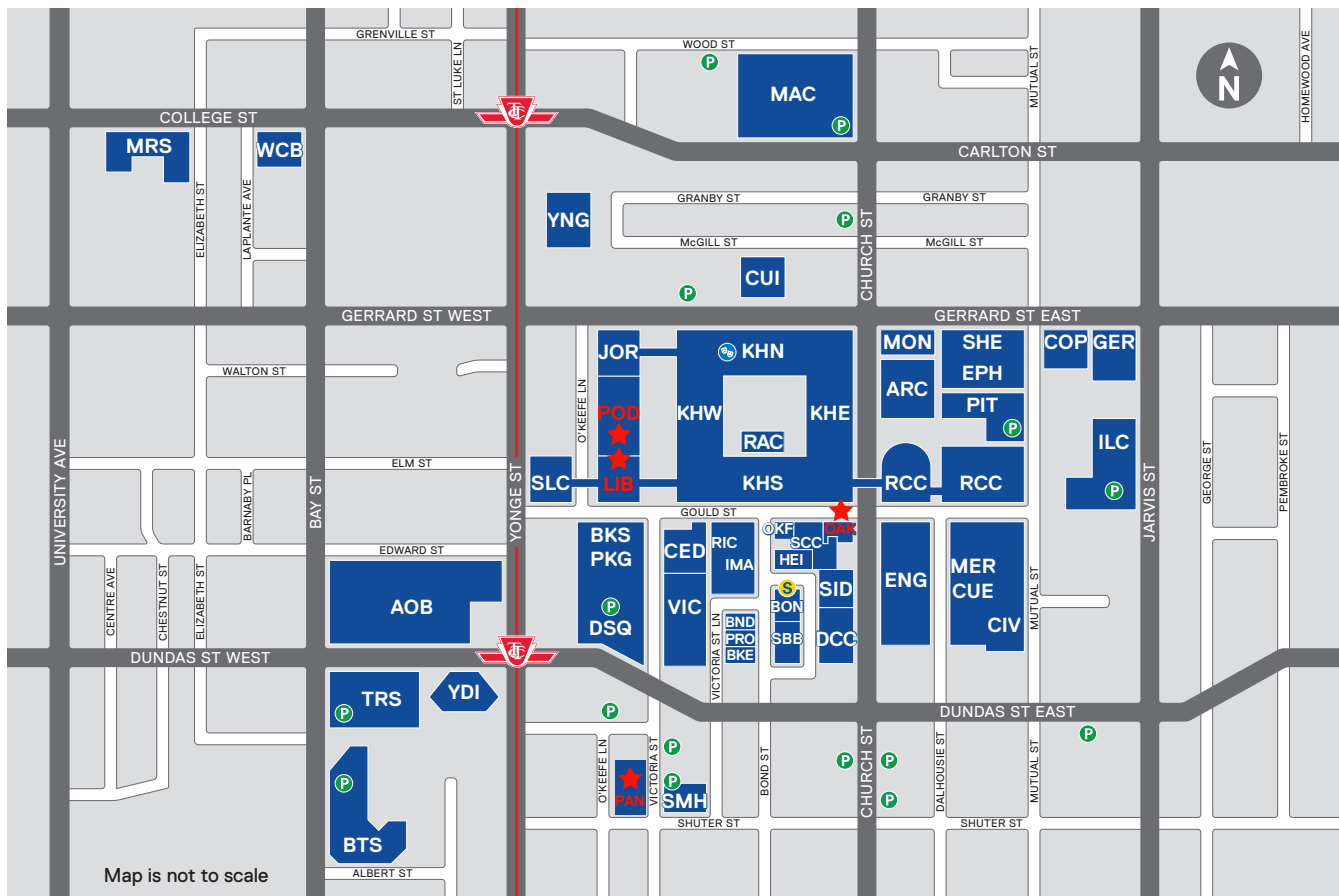 GRENVILLE ST
ST LUKE LN
WOOD ST
MUTUAL ST
HOMEWOOD AVE
N
MAC
P
P
COLLEGE ST
TTC
CARLTON ST
MRS
WCB
ELIZABETH ST
LAPLANTE AVE
YNG
GRANBY ST
GRANBY ST
P
McGILL ST
McGILL ST
CHURCH ST
CUI
P
GERRARD ST WEST
GERRARD ST EAST
WALTON ST
O'KEEFE LN
JOR
KHN
MON
SHE
COP
GER
EPH
ARC
POD
KHW
KHE
PIT
P
RAC
ILC
UNIVERSITY AVE
BARNABY PL
BAY ST
ELM ST
YONGE ST
SLC
LIB
KHS
RCC
RCC
P
JARVIS ST
GEORGE ST
PEMBROKE ST
GOULD ST
BKS
PKG
CED
RIC
IMA
OKF
SCC
OAK
HEI
EDWARD ST
CENTRE AVE
CHESTNUT ST
ELIZABETH ST
AOB
P
DSQ
VIC
VICTORIA ST LN
BND
PRO
BKE
S
BON
SBB
SID
DCC
ENG
MER
CUE
CIV
MUTUAL ST
DUNDAS ST WEST
TTC
TRS
P
YDI
DUNDAS ST EAST
P
P
P
P
P
P
P
O'KEEFE LN
VICTORIA ST
BOND ST
CHURCH ST
DALHOUSIE ST
MUTUAL ST
PAN
SMH
P
BTS
SHUTER ST
SHUTER ST
ALBERT ST
Map is not to scale